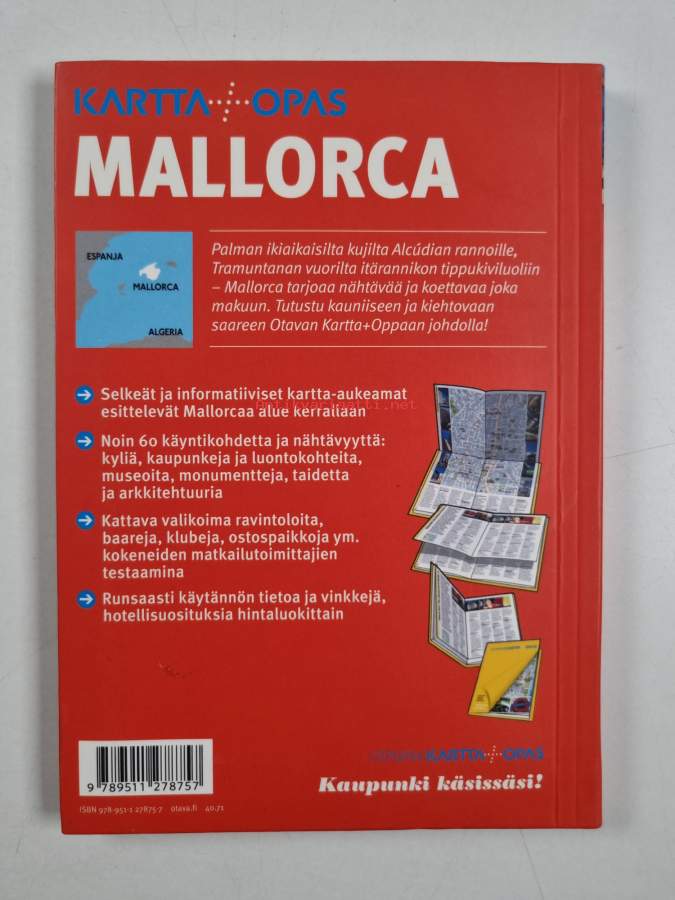 KARTTA+OPAS
MALLORCA
ESPANJA
MALLORCA
ALGERIA
Palman ikiaikaisilta kujilta Alcúdian rannoille,
Tramuntanan vuorilta itärannikon tippukiviluoliin
– Mallorca tarjoaa nähtävää ja koettavaa joka
makuun. Tutustu kauniiseen ja kiehtovaan
saareen Otavan Kartta+Oppaan johdolla!
Selkeät ja informatiiviset kartta-aukeamat
esittelevät Mallorcaa alue kerrallaan
antikvariaatti.net
Noin 60 käyntikohdetta ja nähtävyyttä:
kyliä, kaupunkeja ja luontokohteita,
museoita, monumentteja, taidetta
ja arkkitehtuuria
Kattava valikoima ravintoloita,
baareja, klubeja, ostospaikkoja ym.
kokeneiden matkailutoimittajien
testaamina
Runsaasti käytännön tietoa ja vinkkejä,
hotellisuosituksia hintaluokittain
KARTTA+OPAS
Kaupunki käsissäsi!
9 789511 278757
ISBN 978-951-1 27875-7 otava.fi 40.71